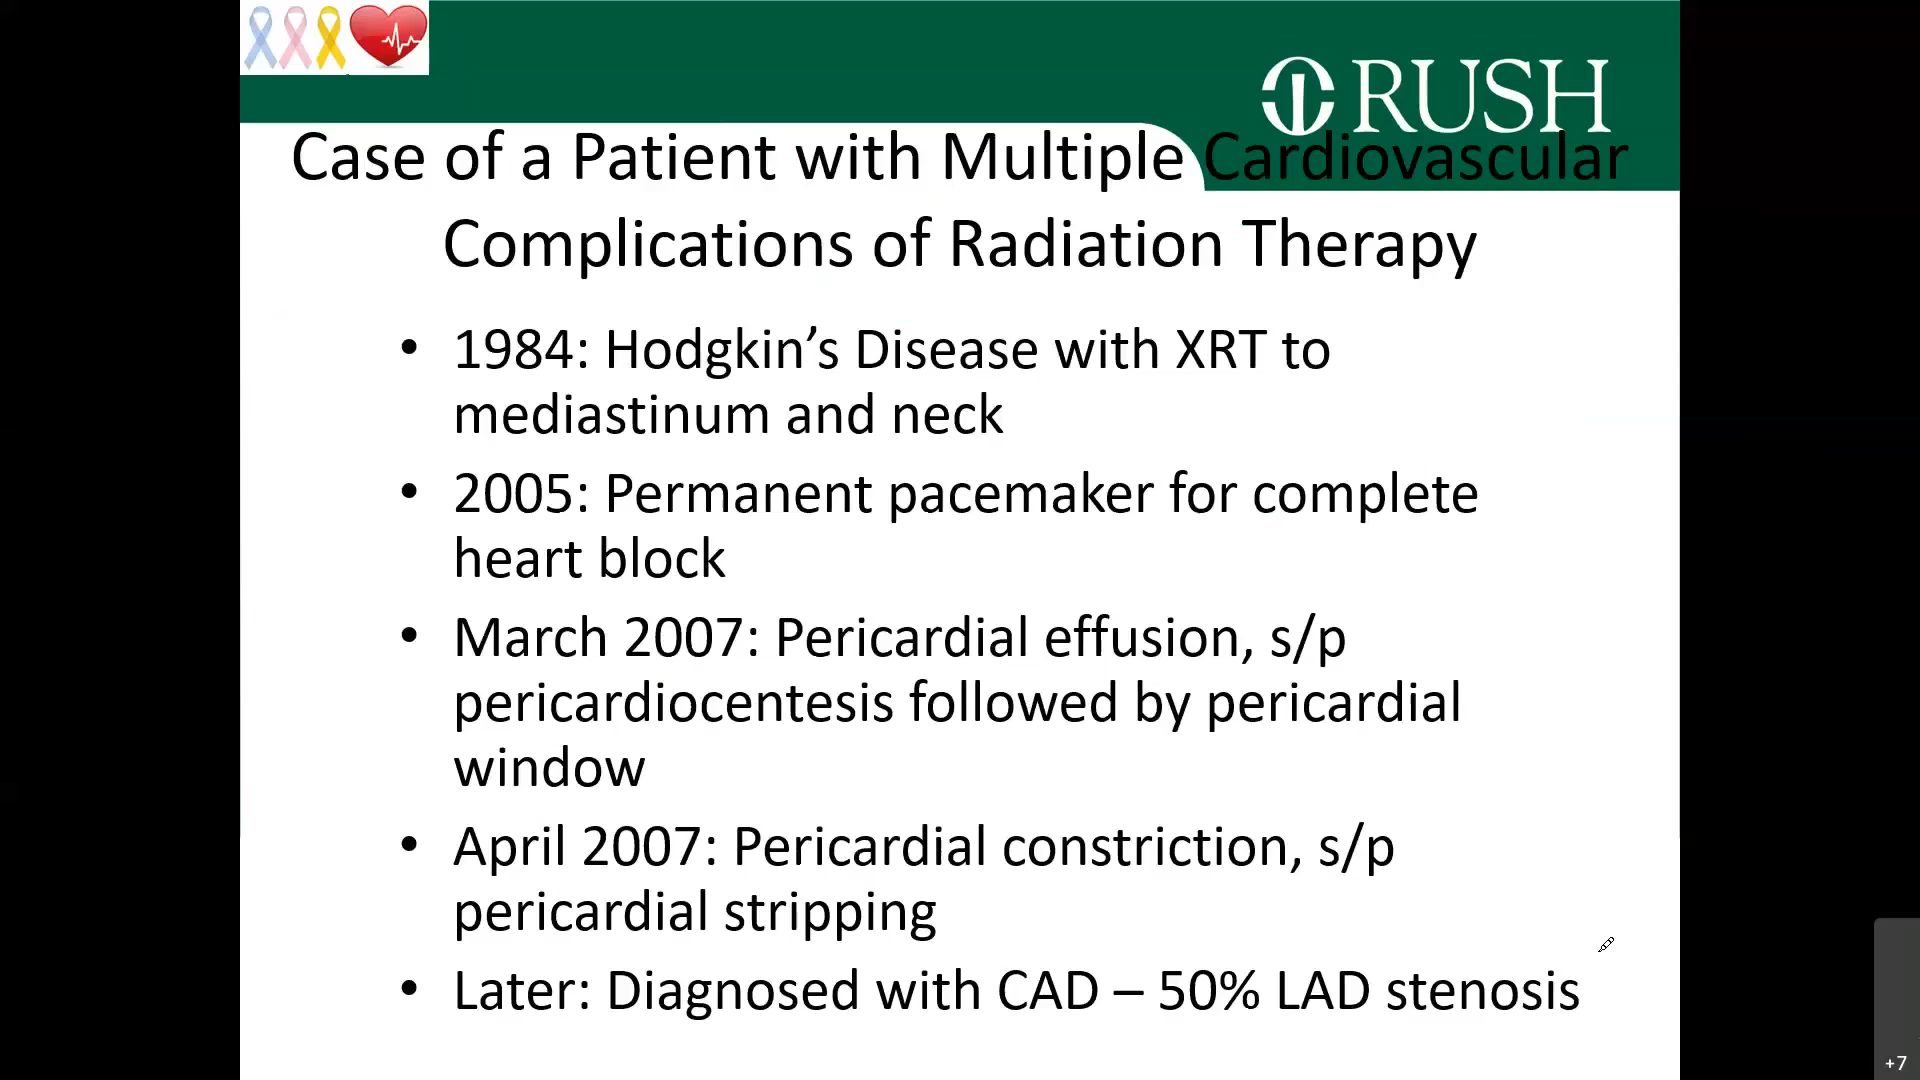 RUSH
Case of a Patient with Multiple Cardiovascular
Complications of Radiation Therapy
• 1984: Hodgkin’s Disease with XRT to
mediastinum and neck
• 2005: Permanent pacemaker for complete
heart block
• March 2007: Pericardial effusion, s/p
pericardiocentesis followed by pericardial
window
• April 2007: Pericardial constriction, s/p
pericardial stripping
• Later: Diagnosed with CAD – 50% LAD stenosis
+7